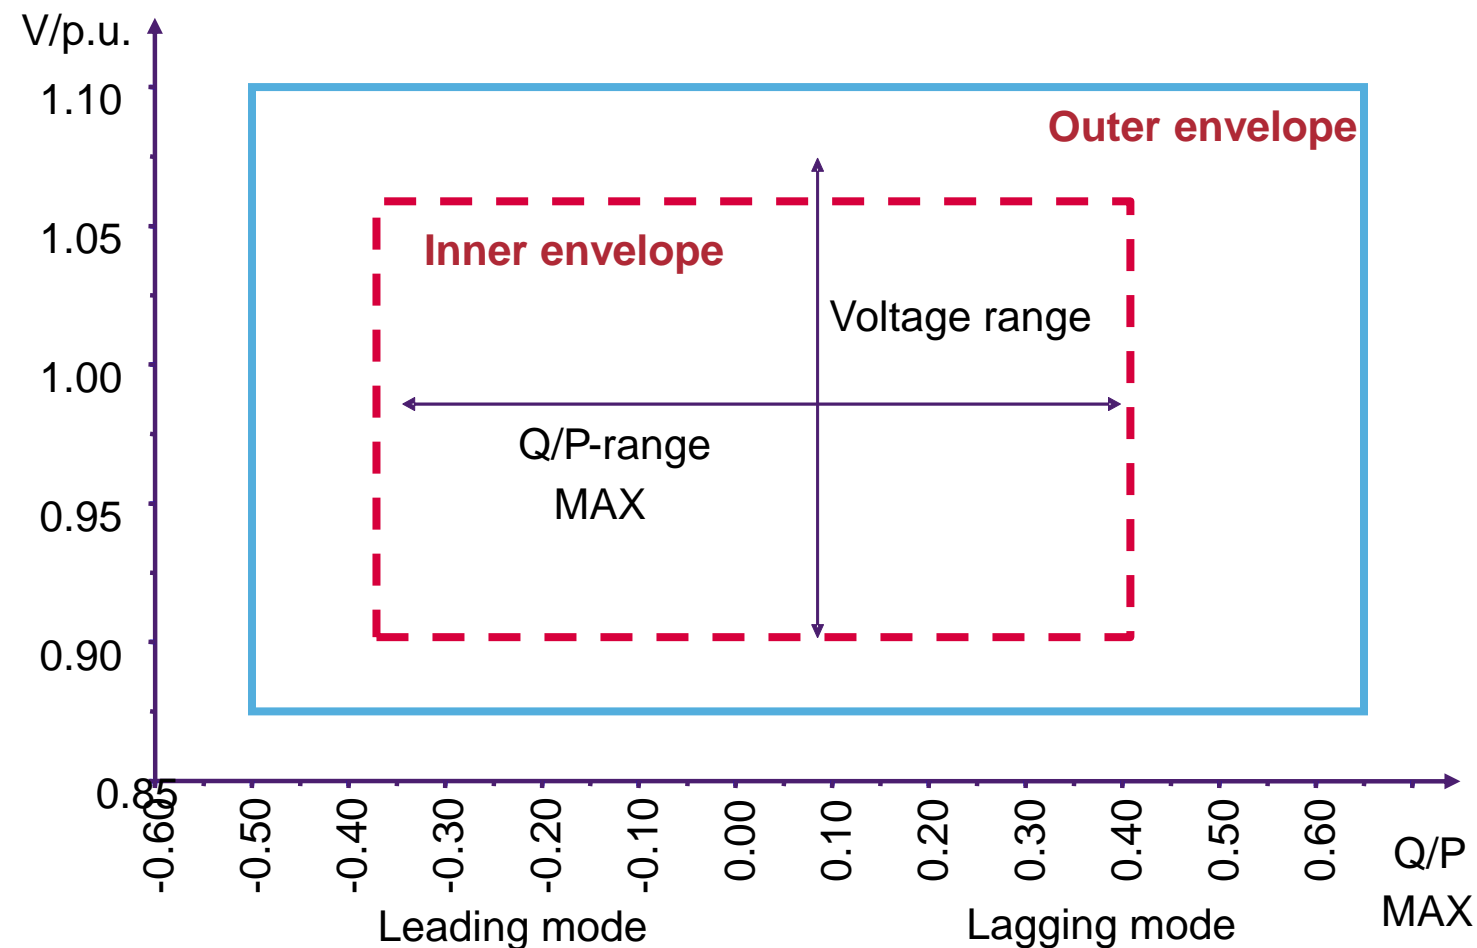 V/p.u.
1.10
Outer envelope
1.05
Inner envelope
Voltage range
1.00
Q/P-range
MAX
0.95
0.90
0.85
-0.60
-0.50
-0.40
-0.30
-0.20
-0.10
0.00
0.10
0.20
0.30
0.40
0.50
0.60
Q/P
MAX
Leading mode
Lagging mode